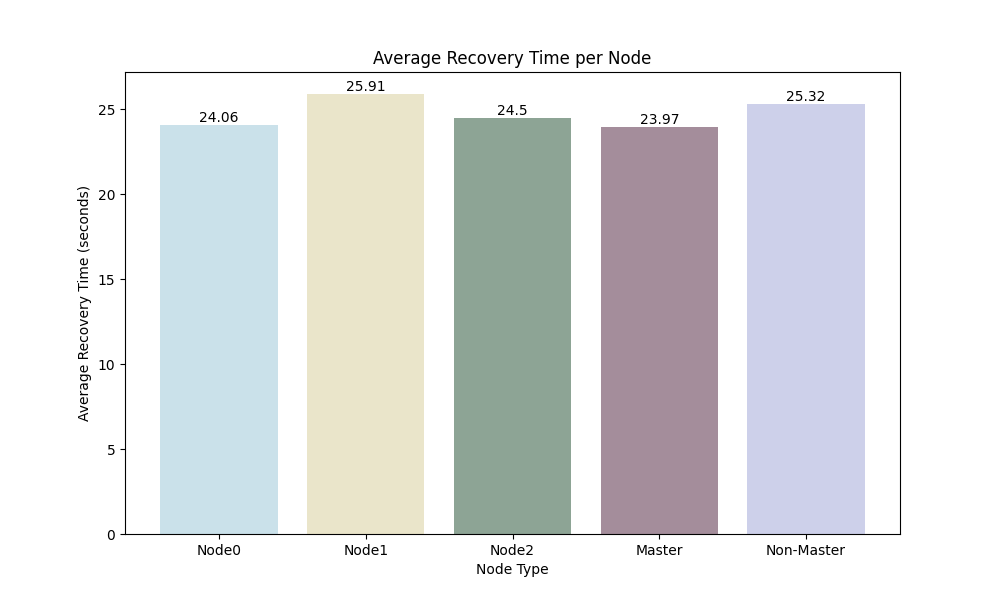 Average Recovery Time per Node
Average Recovery Time (seconds)
25
20
15
10
5
0
24.06
25.91
24.5
23.97
25.32
Node0
Node1
Node2
Master
Non-Master
Node Type